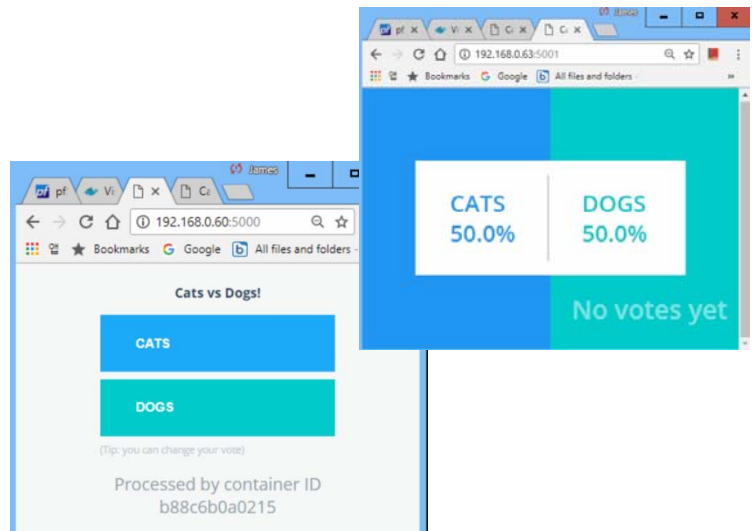 James
pf
Vi
Ca
192.168.0.63:5001
앱
Bookmarks
G
Google
b
All files and folders
»
CATS
50.0%
DOGS
50.0%
No votes yet
James
pf
Vi
Ca
192.168.0.60:5000
앱
Bookmarks
G
Google
b
All files and folders
Cats vs Dogs!
CATS
DOGS
(Tip: you can change your vote)
Processed by container ID
b88c6b0a0215